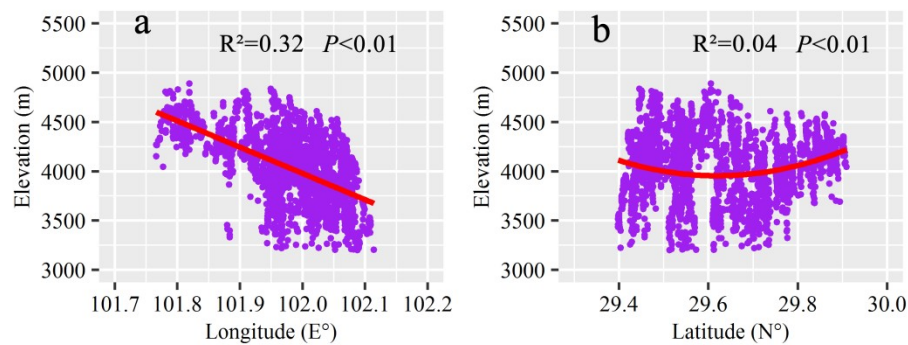 a
R²=0.32 P<0.01
Elevation (m)
5500
5000
4500
4000
3500
3000
101.7 101.8 101.9 102.0 102.1 102.2
Longitude (E°)
b
R²=0.04 P<0.01
Elevation (m)
5500
5000
4500
4000
3500
3000
29.4 29.6 29.8 30.0
Latitude (N°)